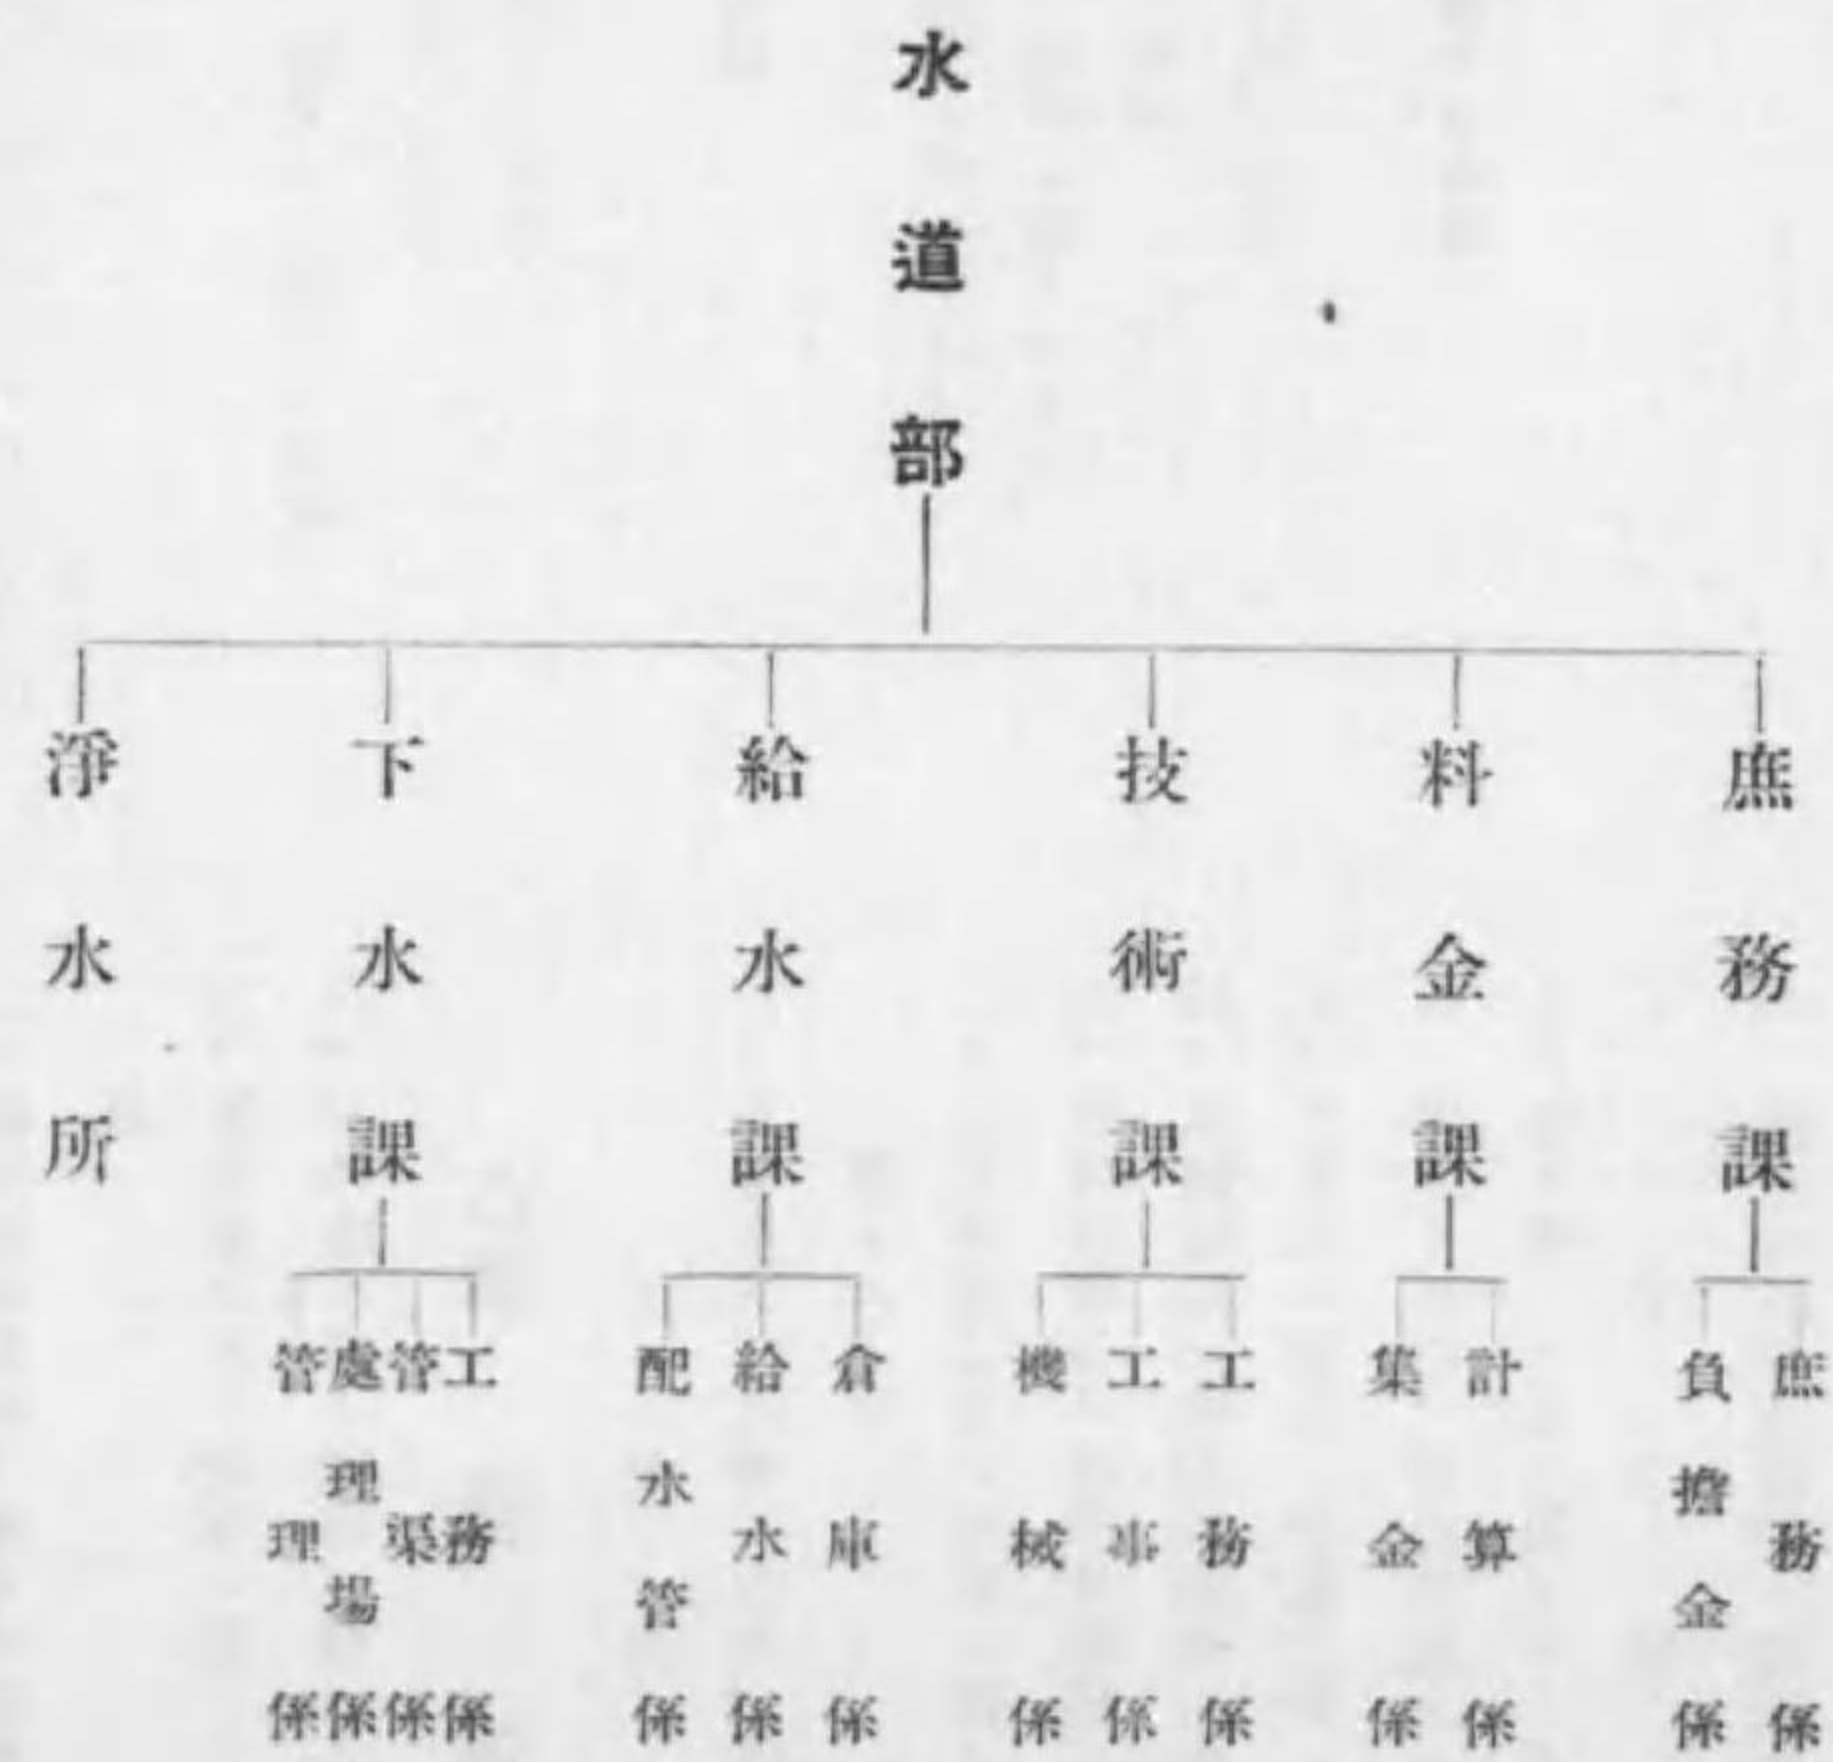 水道部
庶務課
庶務係
負擔金係
料金課
計算係
集金係
技術課
工務係
工事係
機械係
給水課
倉庫係
給水係
配水管係
下水課
工務係
管渠係
處理場係
管理係
淨水所